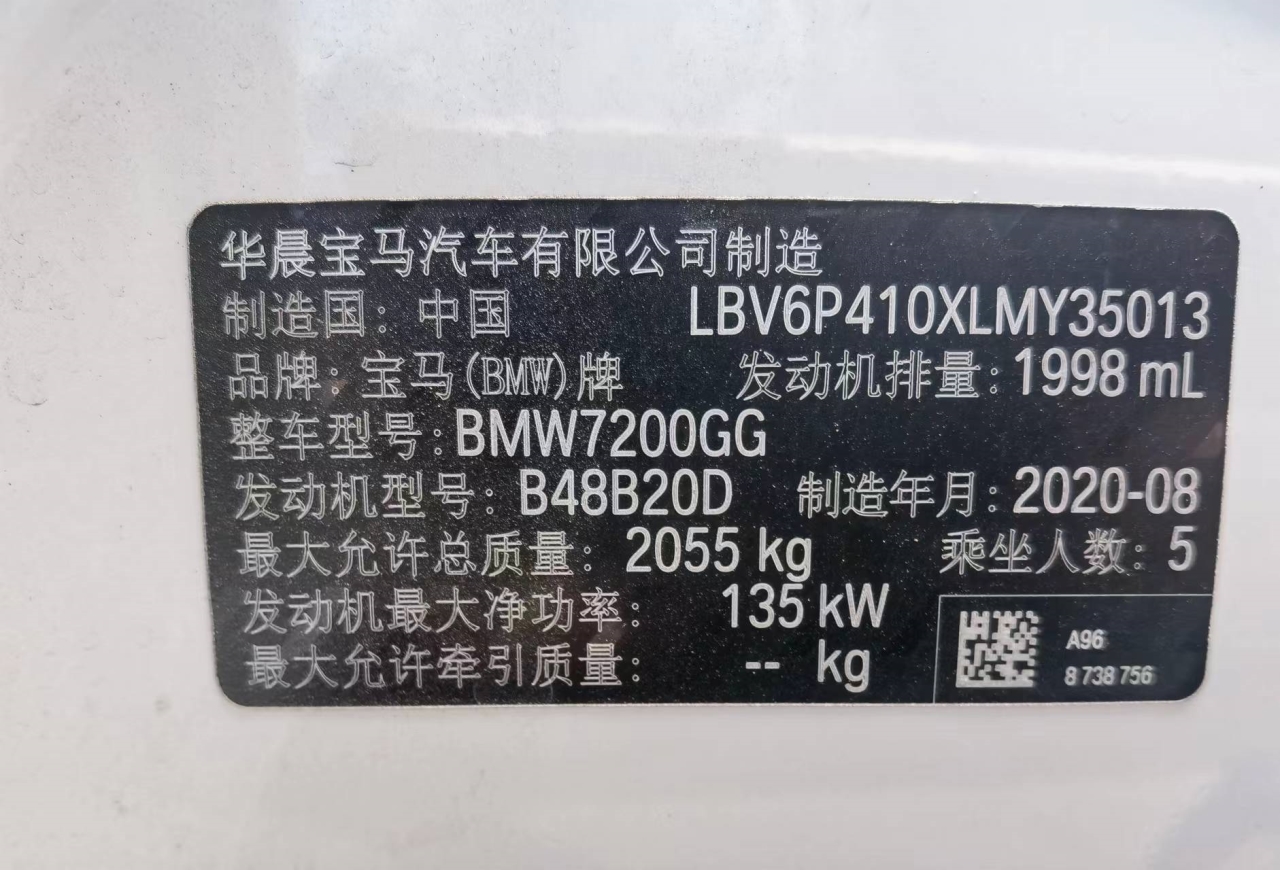 华晨宝马汽车有限公司制造
制造国：中国 LBV6P410XLMY35013
品牌：宝马(BMW)牌 发动机排量：1998 mL
整车型号：BMW7200GG
发动机型号：B48B20D 制造年月：2020-08
最大允许总质量：2055 kg 乘坐人数：5
发动机最大净功率：135 kW
最大允许牵引质量：-- kg
A96
8 738 756